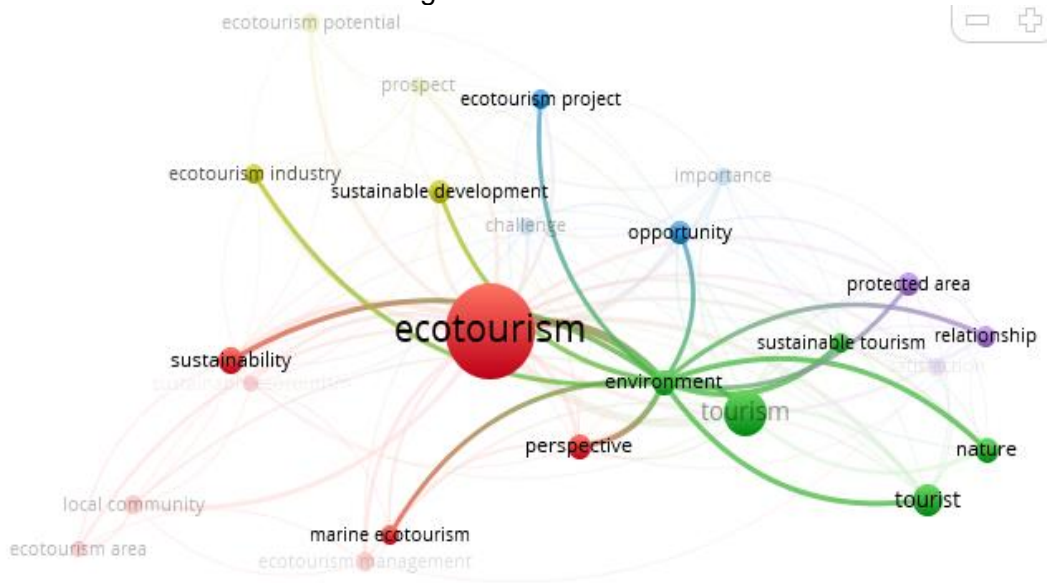 ecotourism potential
prospect
ecotourism project
ecotourism industry
importance
sustainable development
challenge
opportunity
protected area
ecotourism
relationship
sustainable tourism
sustainability
environment
tourism
perspective
nature
tourist
local community
marine ecotourism
ecotourism area
ecotourism management